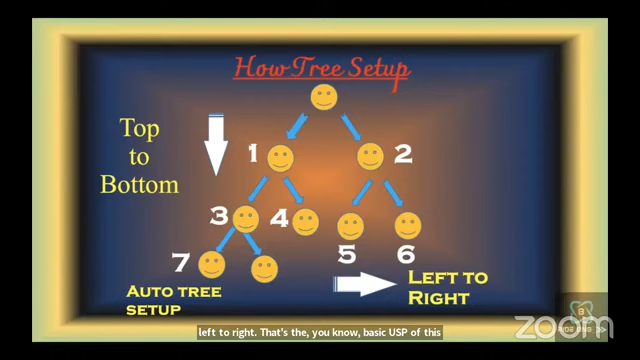 How Tree Setup
Top
to
Bottom
1
2
3
4
5
6
7
AUTO TREE
SETUP
LEFT TO
RIGHT
zoom
left to right. That's the, you know, basic USP of this